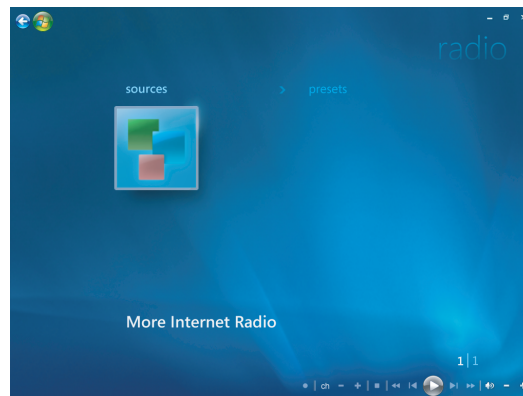 radio
sources > presets
More Internet Radio
1|1
ch - +
- +